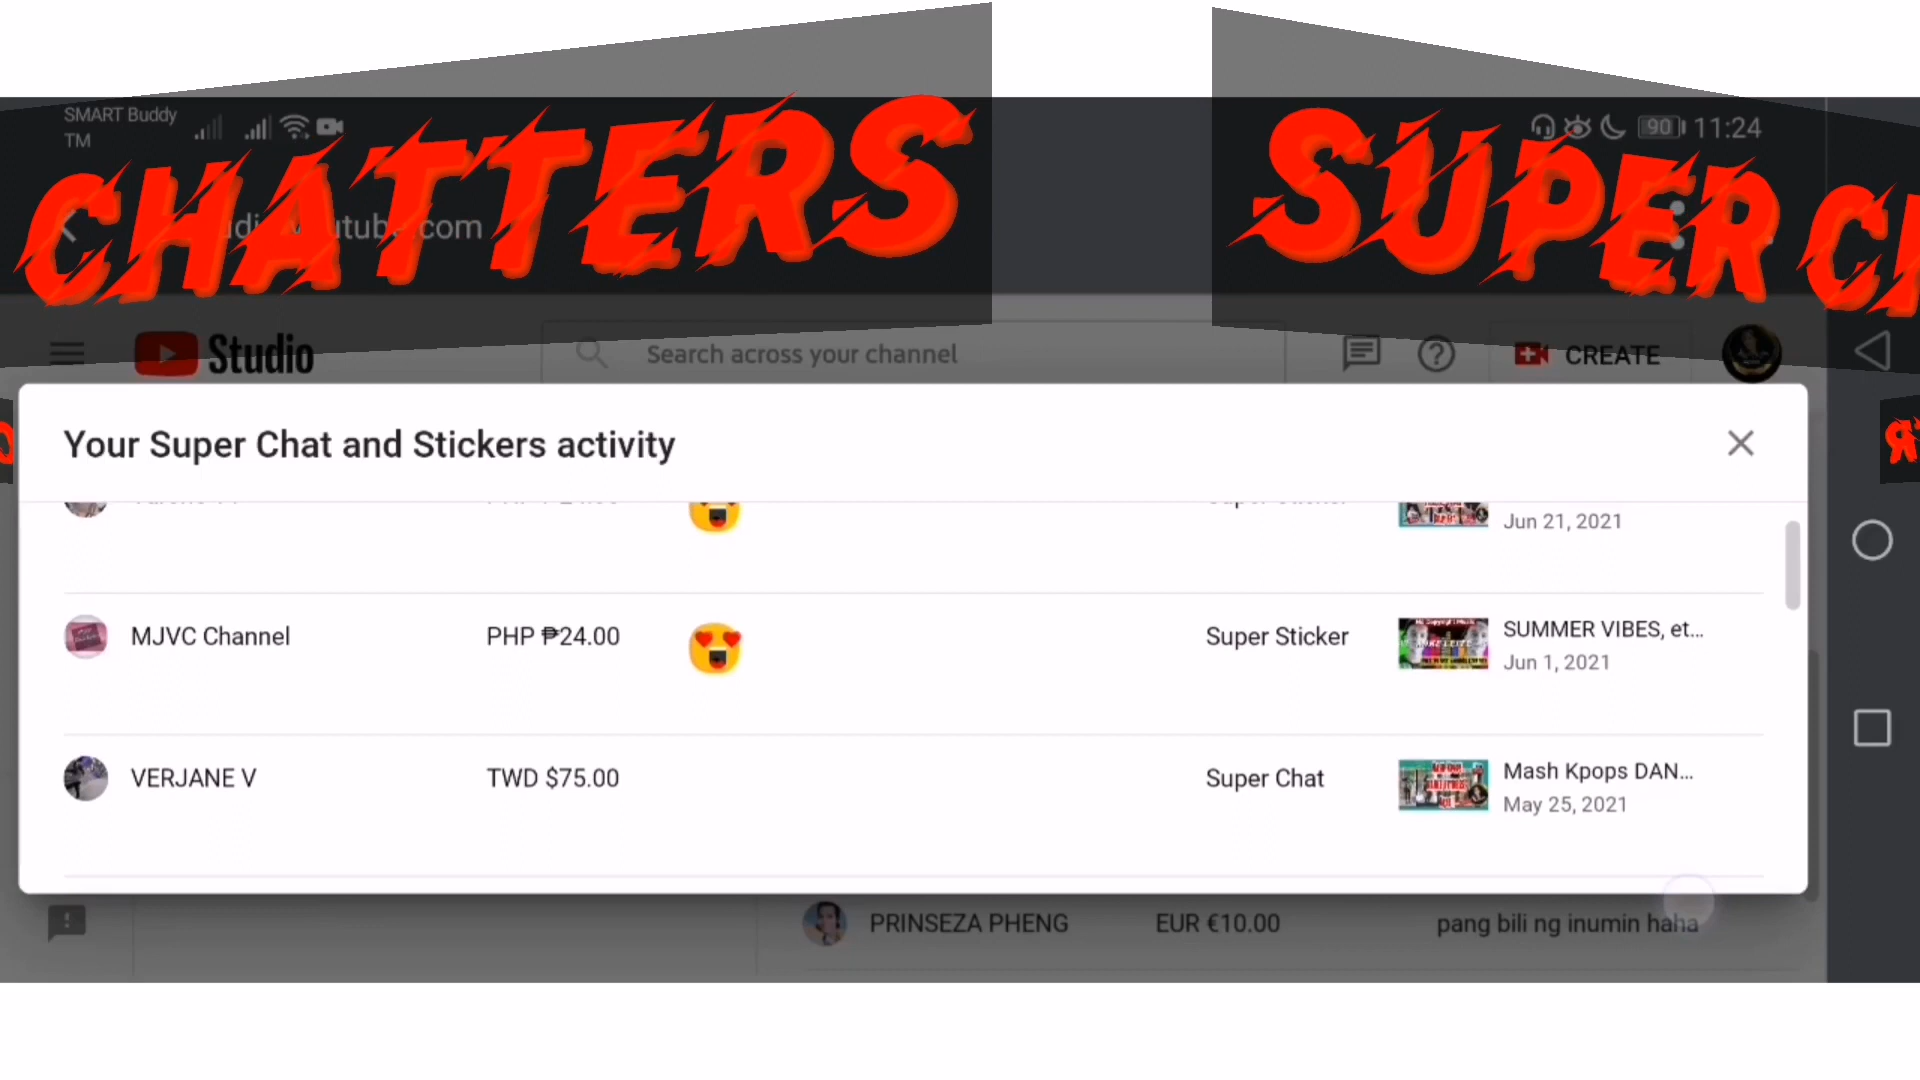 SMART Buddy
TM
90
11:24
CHATTERS
SUPER
.com
Studio
Search across your channel
CREATE
Your Super Chat and Stickers activity
Jun 21, 2021
MJVC Channel
PHP ₱24.00
Super Sticker
SUMMER VIBES, et...
Jun 1, 2021
VERJANE V
TWD $75.00
Super Chat
Mash Kpops DAN...
May 25, 2021
PRINSEZA PHENG
EUR €10.00
pang bili ng inumin haha